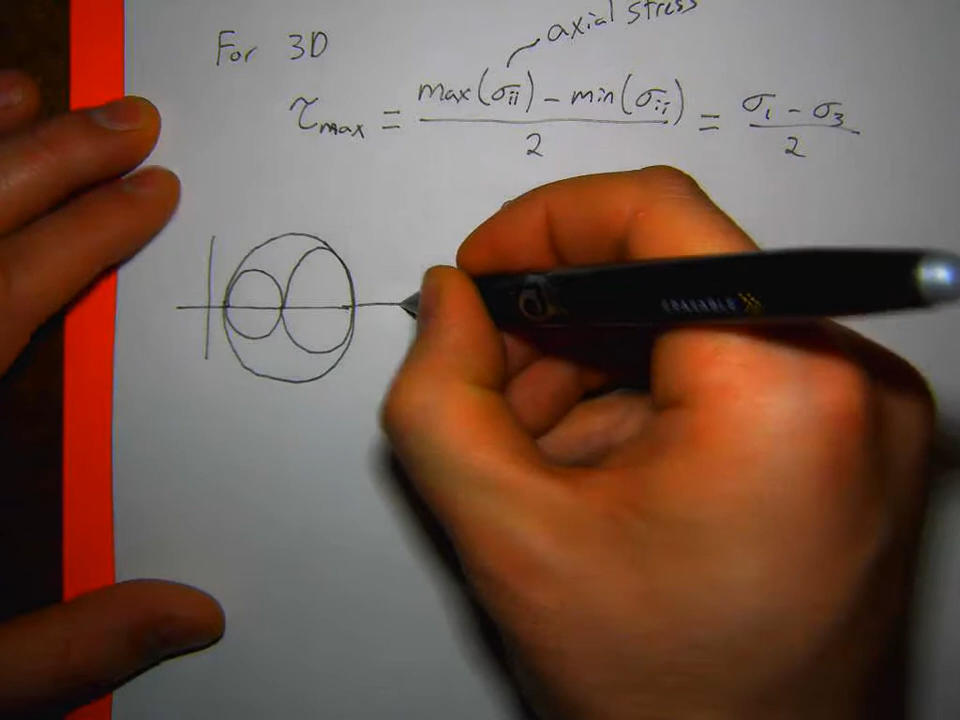 axial stress
For 3D
τmax = max(σii) - min(σii) / 2 = σ1 - σ3 / 2
ERASABLE